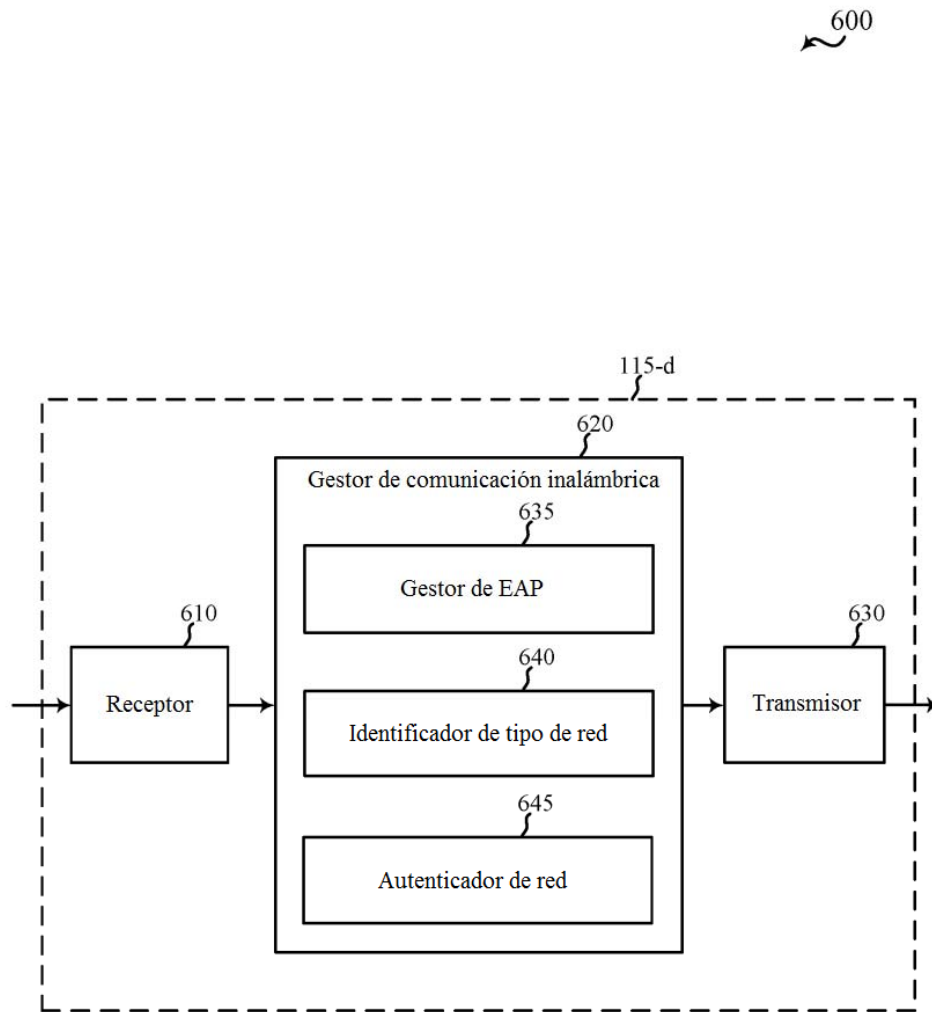 600
115-d
620
Gestor de comunicación inalámbrica
635
Gestor de EAP
610
Receptor
640
Identificador de tipo de red
630
Transmisor
645
Autenticador de red